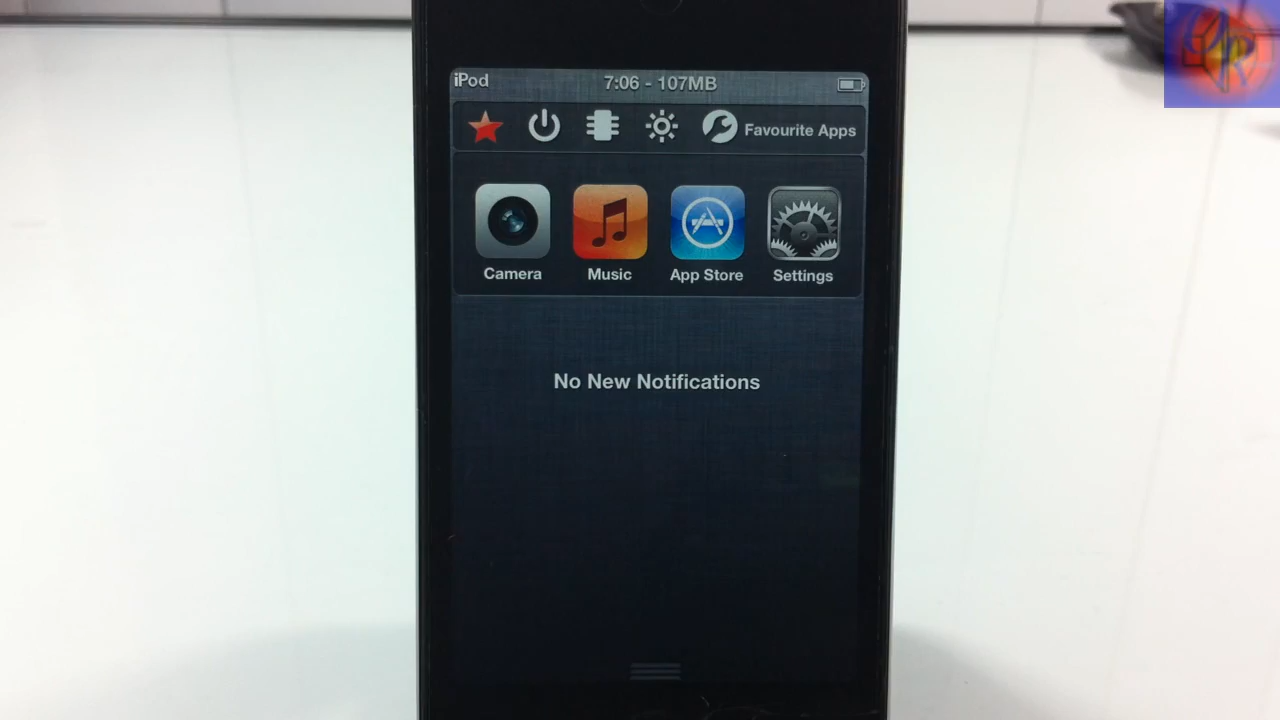 iPod 7:06 - 107MB
Favourite Apps
Camera Music App Store Settings
No New Notifications